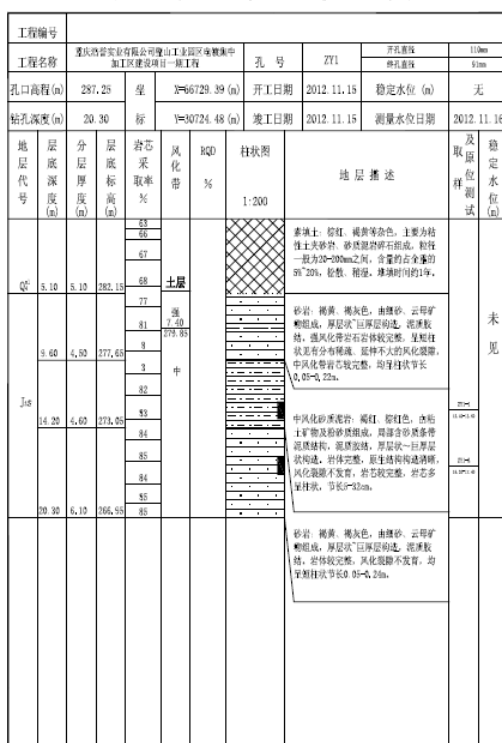 工程编号
工程名称 重庆浩誉实业有限公司璧山工业园区电镀集中加工区建设项目一期工程 孔 号 ZY1 开孔直径 110mm
终孔直径 91mm
孔口高程(m) 287.25 坐 X=66729.39 (m) 开工日期 2012.11.15 稳定水位 (m) 无
钻孔深度(m) 20.30 标 Y=30724.48 (m) 竣工日期 2012.11.15 测量水位日期 2012.11.16
地层代号 层底深度(m) 分层厚度(m) 层底标高(m) 岩芯采取率% 风化带 RQD % 柱状图 1:200 地 层 描 述 取样及原位测试 稳定水位(m)
63
66
67
68 土层
5.10 5.10 282.15
素填土: 棕红、褐黄等杂色, 主要为粘
性土夹砂岩、砂质泥岩碎石组成, 粒径
一般为20-200mm之间, 含量约占全重的
5%~20%, 松散, 稍湿, 堆填时间约1年。
77
81 强
7.40
279.85
9.60 4.50 277.65
砂岩: 褐黄、褐灰色, 由细砂、云母矿
物组成, 厚层状~巨厚层构造, 泥质胶
结, 强风化带岩石岩体较完整, 呈短柱
状见有分布稀疏、延伸不大的风化裂隙,
中风化带岩芯较完整, 均呈柱状节长
0.05-0.22m。
中
82
83
14.20 4.60 273.05
84
中风化砂质泥岩: 褐红、棕红色, 由粘
土矿物及粉砂质组成, 局部含砂质条带
泥质结构, 泥质胶结, 厚层状~巨厚层
状构造, 岩体完整, 原生结构构造清晰,
风化裂隙不发育, 岩芯较完整, 岩芯多
呈柱状, 节长5-32cm。
未见
85
84
85
20.30 6.10 266.95 85
砂岩: 褐黄、褐灰色, 由细砂、云母矿
物组成, 厚层状~巨厚层构造, 泥质胶
结, 岩体较完整, 风化裂隙不发育, 均
呈短柱状节长0.05-0.24m。